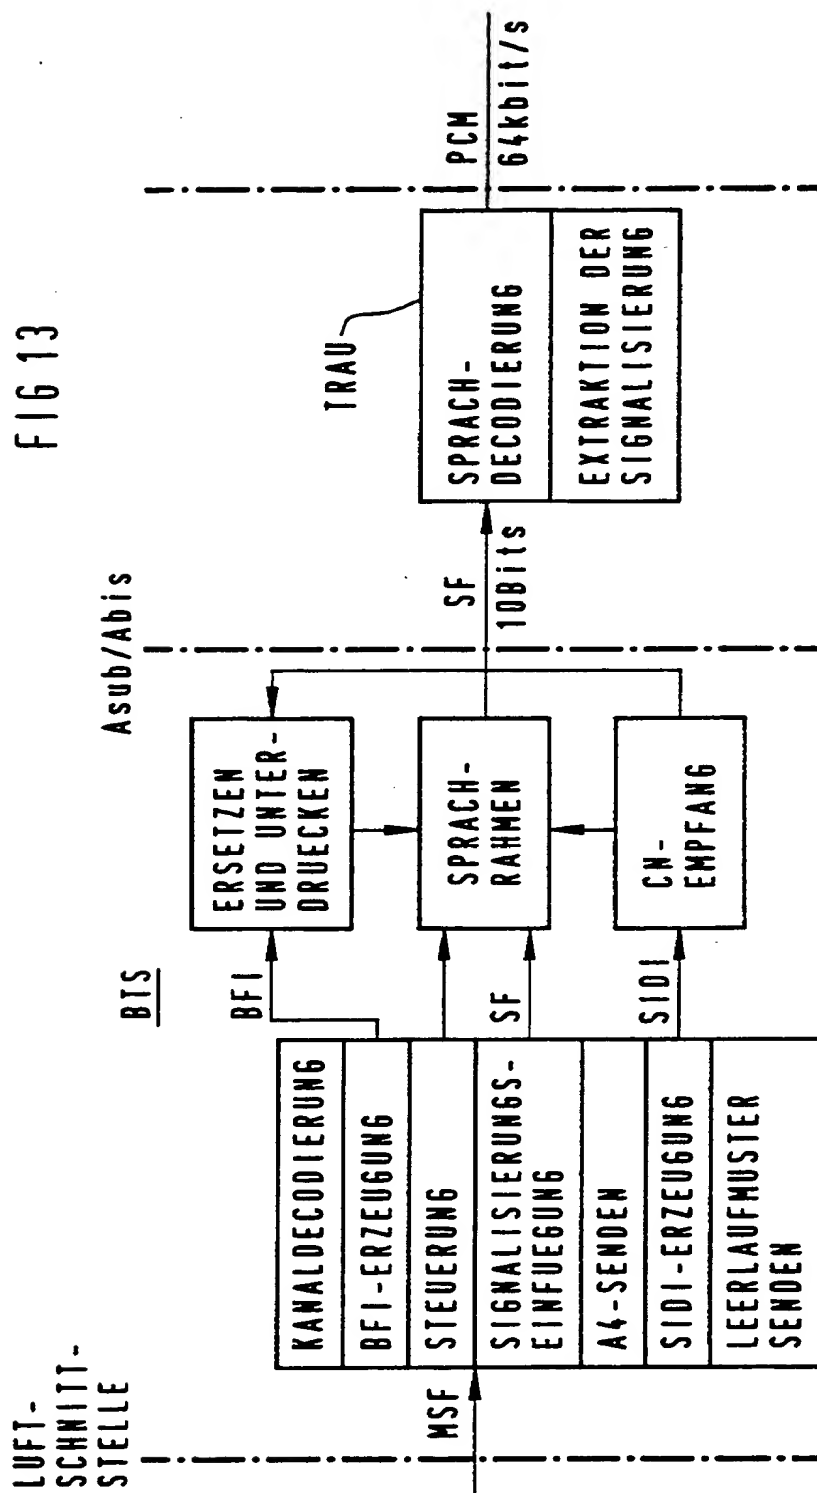 FIG 13
LUFT-
SCHNITT-
STELLE
BTS
Asub/Abis
MSF
KANALDECODIERUNG
BFI-ERZEUGUNG
STEUERUNG
SIGNALISIERUNGS-
EINFUEGUNG
A4-SENDEN
SIDI-ERZEUGUNG
LEERLAUFMUSTER
SENDEN
BFI
SF
SIDI
ERSETZEN
UND UNTER-
DRUECKEN
SPRACH-
RAHMEN
CN-
EMPFANG
SF
10Bits
TRAU
SPRACH-
DECODIERUNG
EXTRAKTION DER
SIGNALISIERUNG
PCM
64kbit/s